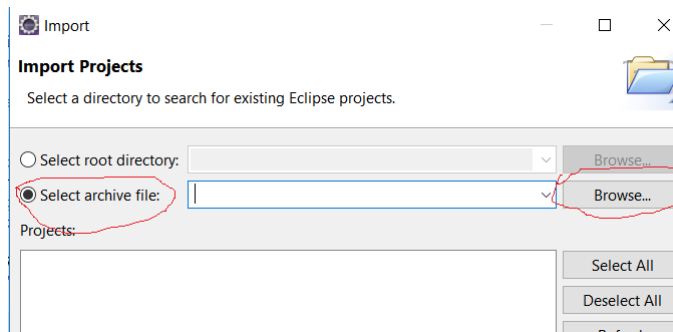 Import
Import Projects
Select a directory to search for existing Eclipse projects.
Select root directory: Browse...
Select archive file: Browse...
Projects:
Select All
Deselect All